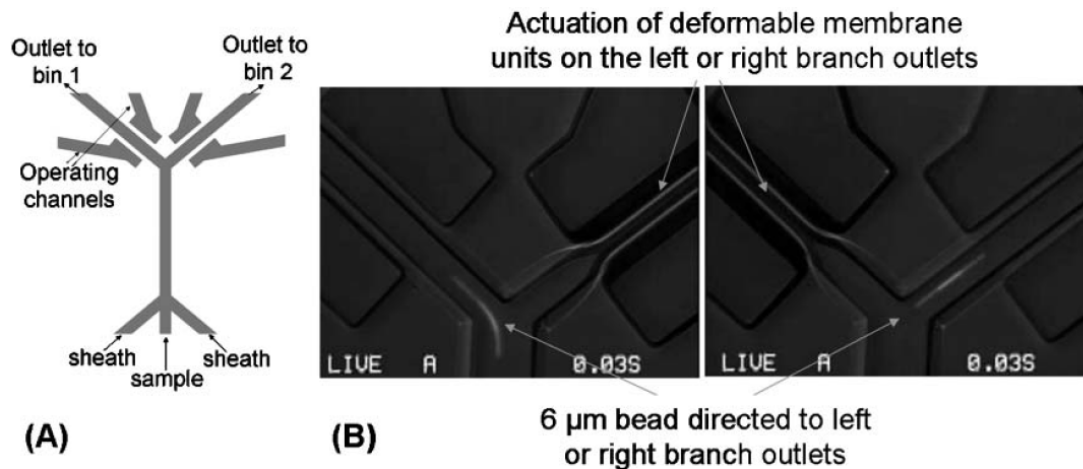 Outlet to
bin 1
Outlet to
bin 2
Operating
channels
sheath
sample
sheath
(A)
Actuation of deformable membrane
units on the left or right branch outlets
LIVE A 0.03S
LIVE A 0.03S
6 µm bead directed to left
or right branch outlets
(B)